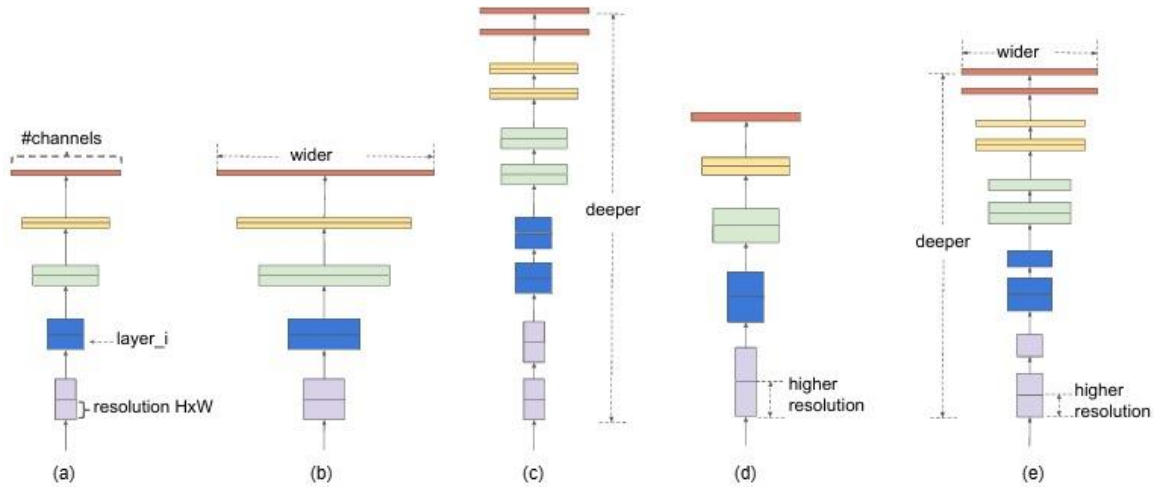 #channels
layer_i
resolution HxW
(a)
wider
(b)
deeper
(c)
higher
resolution
(d)
wider
deeper
higher
resolution
(e)